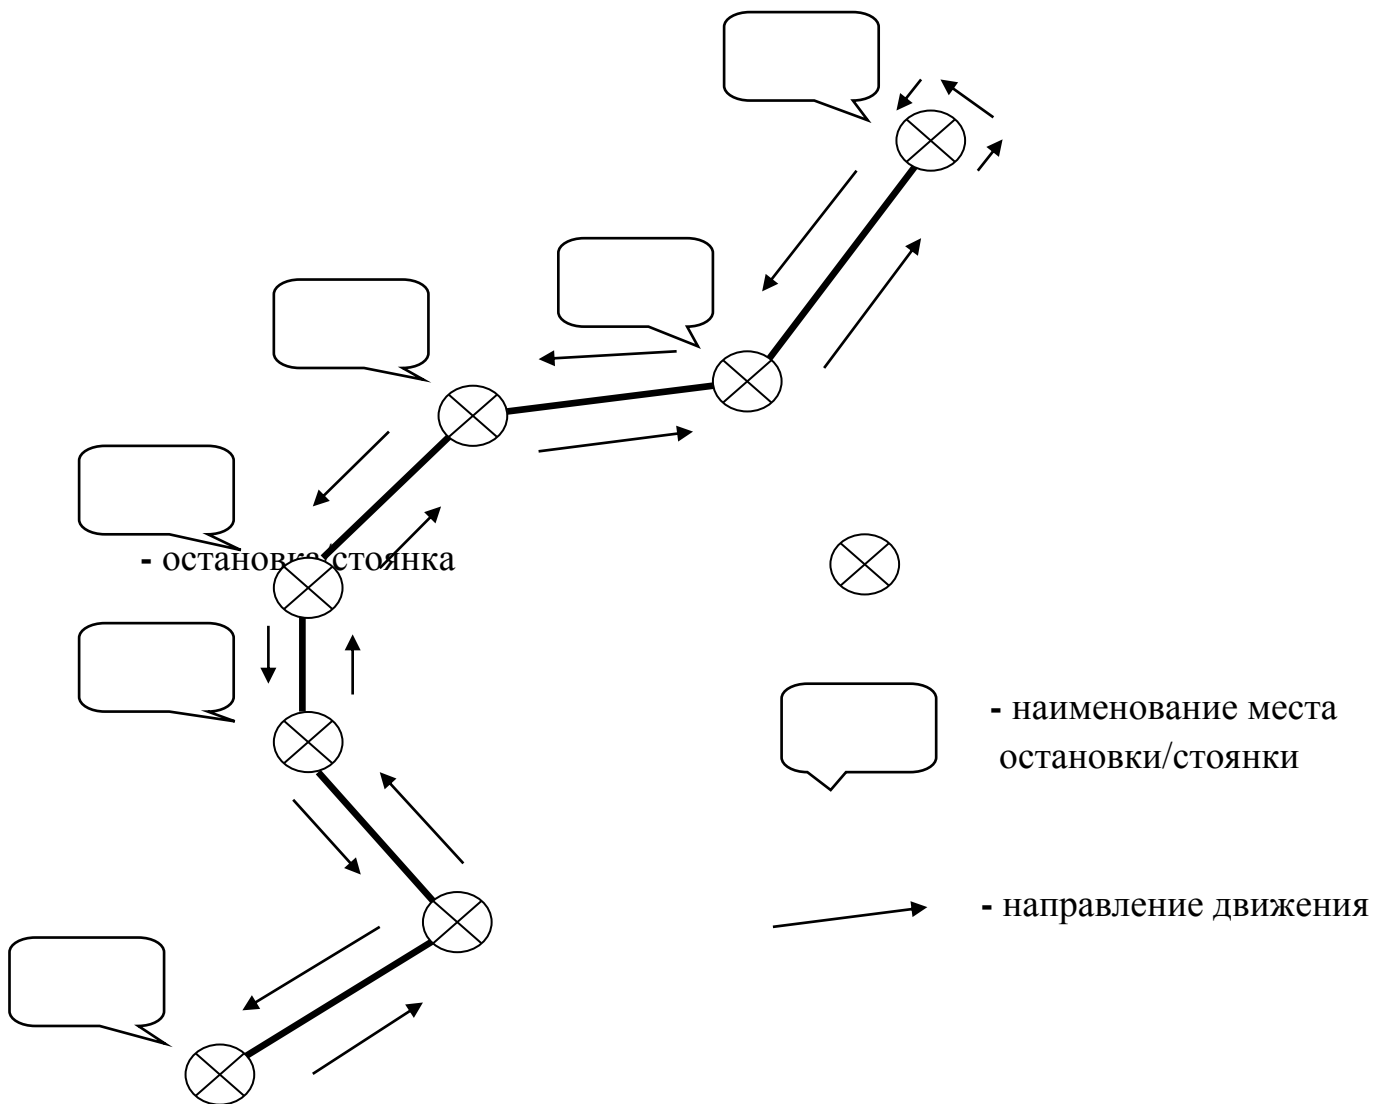 - остановка/стоянка
- наименование места
остановки/стоянки
- направление движения